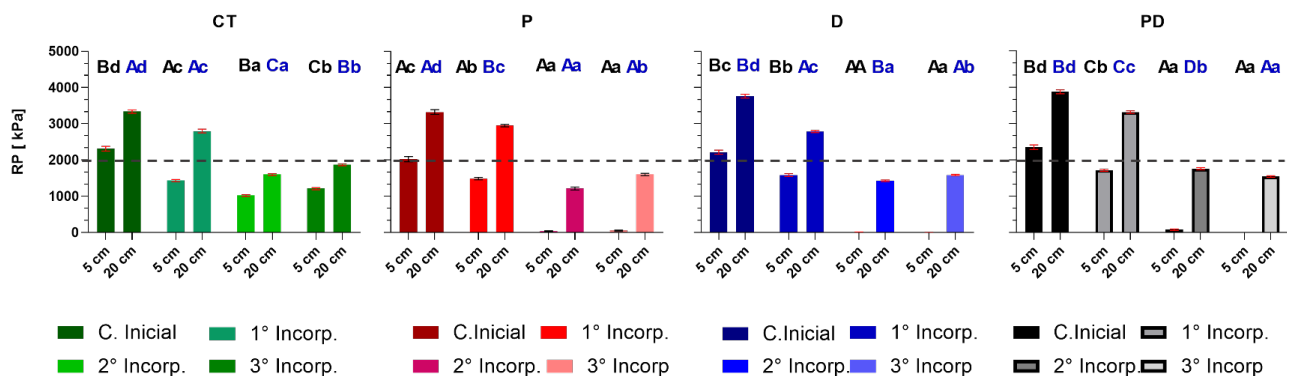 CT P D PD
5000
4000
3000
2000
1000
0
RP [ kPa]
Bd Ad Ac Ac Ba Ca Cb Bb
Ac Ad Ab Bc Aa Aa Aa Ab
Bc Bd Bb Ac AA Ba Aa Ab
Bd Bd Cb Cc Aa Db Aa Aa
5 cm 20 cm 5 cm 20 cm 5 cm 20 cm 5 cm 20 cm
5 cm 20 cm 5 cm 20 cm 5 cm 20 cm 5 cm 20 cm
5 cm 20 cm 5 cm 20 cm 5 cm 20 cm 5 cm 20 cm
5 cm 20 cm 5 cm 20 cm 5 cm 20 cm 5 cm 20 cm
C. Inicial 1° Incorp.
2° Incorp. 3° Incorp.
C.Inicial 1° Incorp.
2° Incorp. 3° Incorp
C.Inicial 1° Incorp.
2° Incorp. 3° Incorp
C.Inicial 1° Incorp.
2° Incorp. 3° Incorp